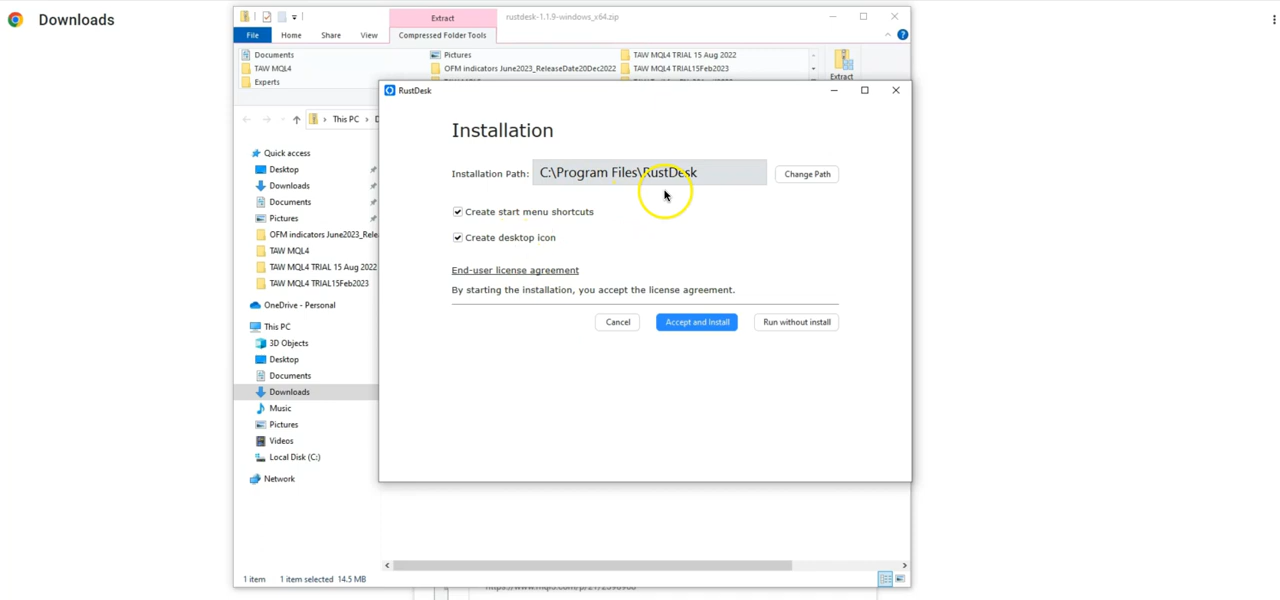 Downloads
Extract
rustdesk-1.1.9-windows_x64.zip
File
Home
Share
View
Compressed Folder Tools
Documents
Pictures
TAW MQL4 TRIAL 15 Aug 2022
TAW MQL4
OFM indicators June2023_ReleaseDate20Dec2022
TAW MQL4 TRIAL15Feb2023
Experts
Extract
RustDesk
This PC
Installation
Installation Path:
C:\Program Files\RustDesk
Change Path
Create start menu shortcuts
Create desktop icon
End-user license agreement
By starting the installation, you accept the license agreement.
Cancel
Accept and Install
Run without install
Quick access
Desktop
Downloads
Documents
Pictures
OFM indicators June2023_Rele
TAW MQL4
TAW MQL4 TRIAL 15 Aug 2022
TAW MQL4 TRIAL15Feb2023
OneDrive - Personal
This PC
3D Objects
Desktop
Documents
Downloads
Music
Pictures
Videos
Local Disk (C:)
Network
1 item
1 item selected 14.5 MB